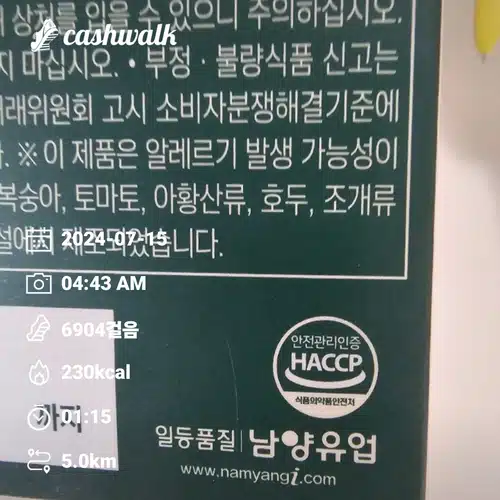 상처를 입을 수 있으니 주의하십시오.
cashwalk
지 마십시오. • 부정 · 불량식품 신고는
래위원회 고시 소비자분쟁해결기준에
※ 이 제품은 알레르기 발생 가능성이
복숭아, 토마토, 아황산류, 호두, 조개류
제조되었습니다.
2024-07-15
04:43 AM
6904걸음
230kcal
01:15
5.0km
까지
안전관리인증
HACCP
식품의약품안전처
일등품질 | 남양유업
www.namyangi.com